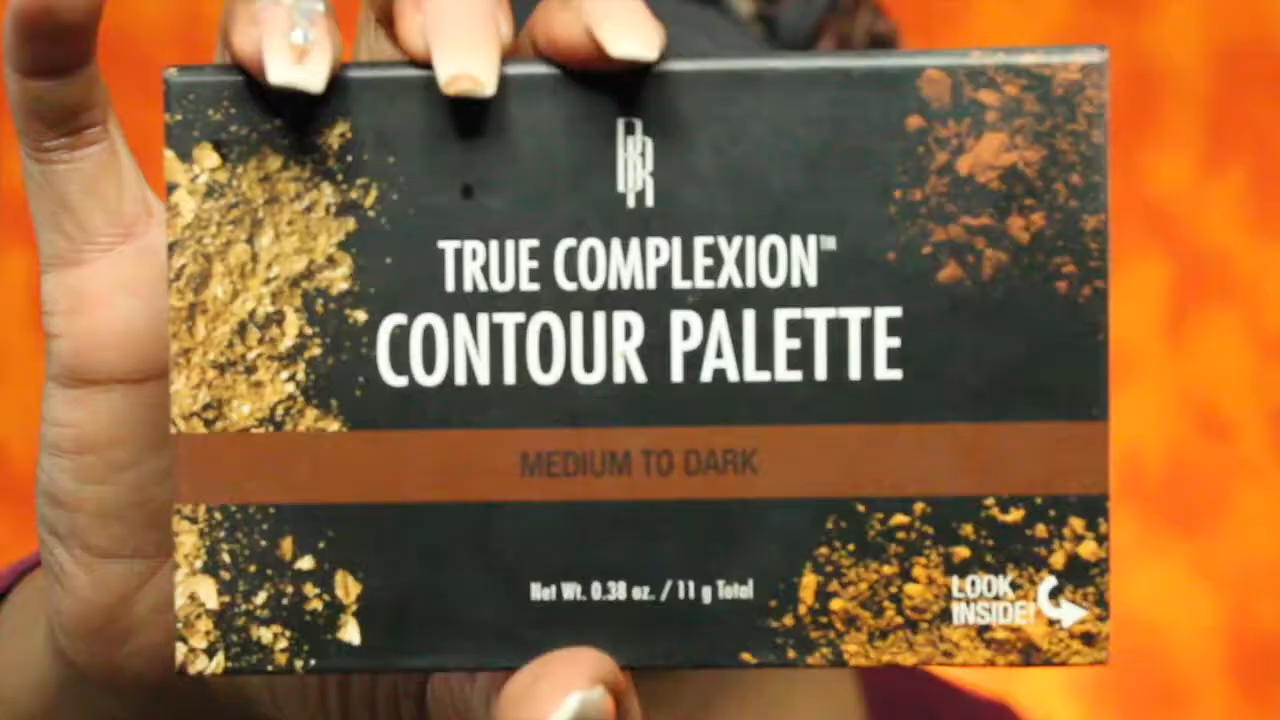 BR
TRUE COMPLEXION™
CONTOUR PALETTE
MEDIUM TO DARK
Net Wt. 0.38 oz. / 11 g Total
LOOK
INSIDE!